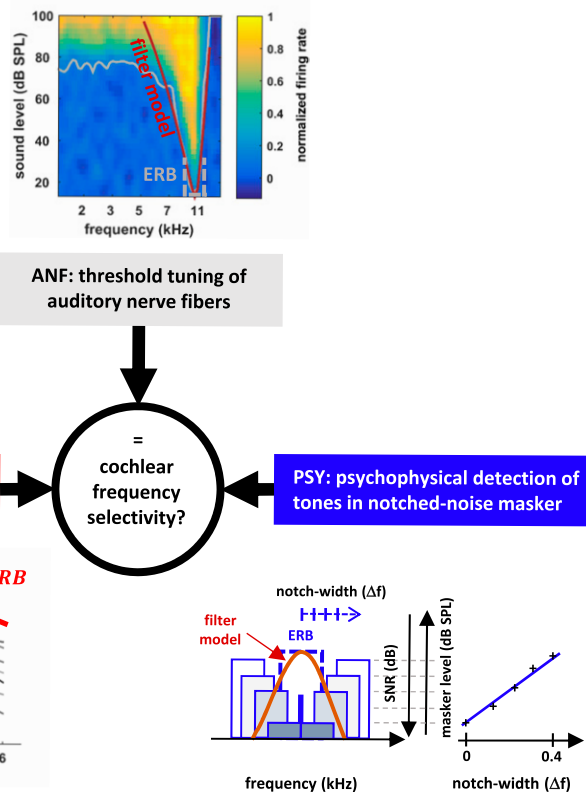 100
80
60
40
20
sound level (dB SPL)
filter model
ERB
2 3 5 7 11
frequency (kHz)
1
0.8
0.6
0.4
0.2
0
normalized firing rate
ANF: threshold tuning of
auditory nerve fibers
=
cochlear
frequency
selectivity?
PSY: psychophysical detection of
tones in notched-noise masker
RB
6
notch-width (Δf)
filter
model
ERB
SNR (dB)
masker level (dB SPL)
0 0.4
frequency (kHz)
notch-width (Δf)